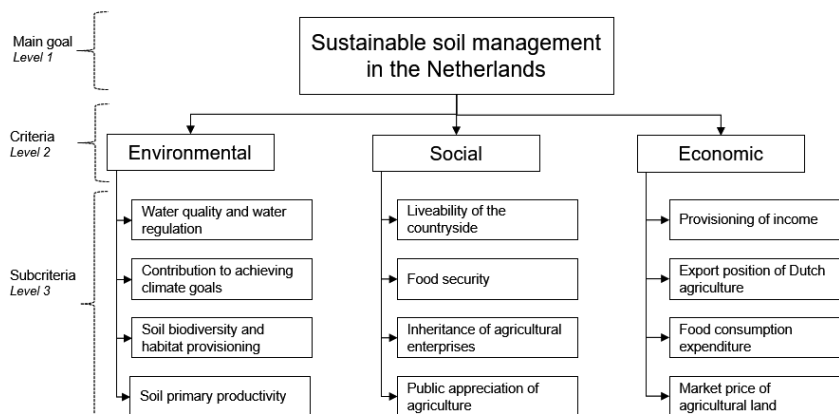 Main goal
Level 1
Sustainable soil management
in the Netherlands
Criteria
Level 2
Environmental
Social
Economic
Subcriteria
Level 3
Water quality and water
regulation
Contribution to achieving
climate goals
Soil biodiversity and
habitat provisioning
Soil primary productivity
Liveability of the
countryside
Food security
Inheritance of agricultural
enterprises
Public appreciation of
agriculture
Provisioning of income
Export position of Dutch
agriculture
Food consumption
expenditure
Market price of
agricultural land